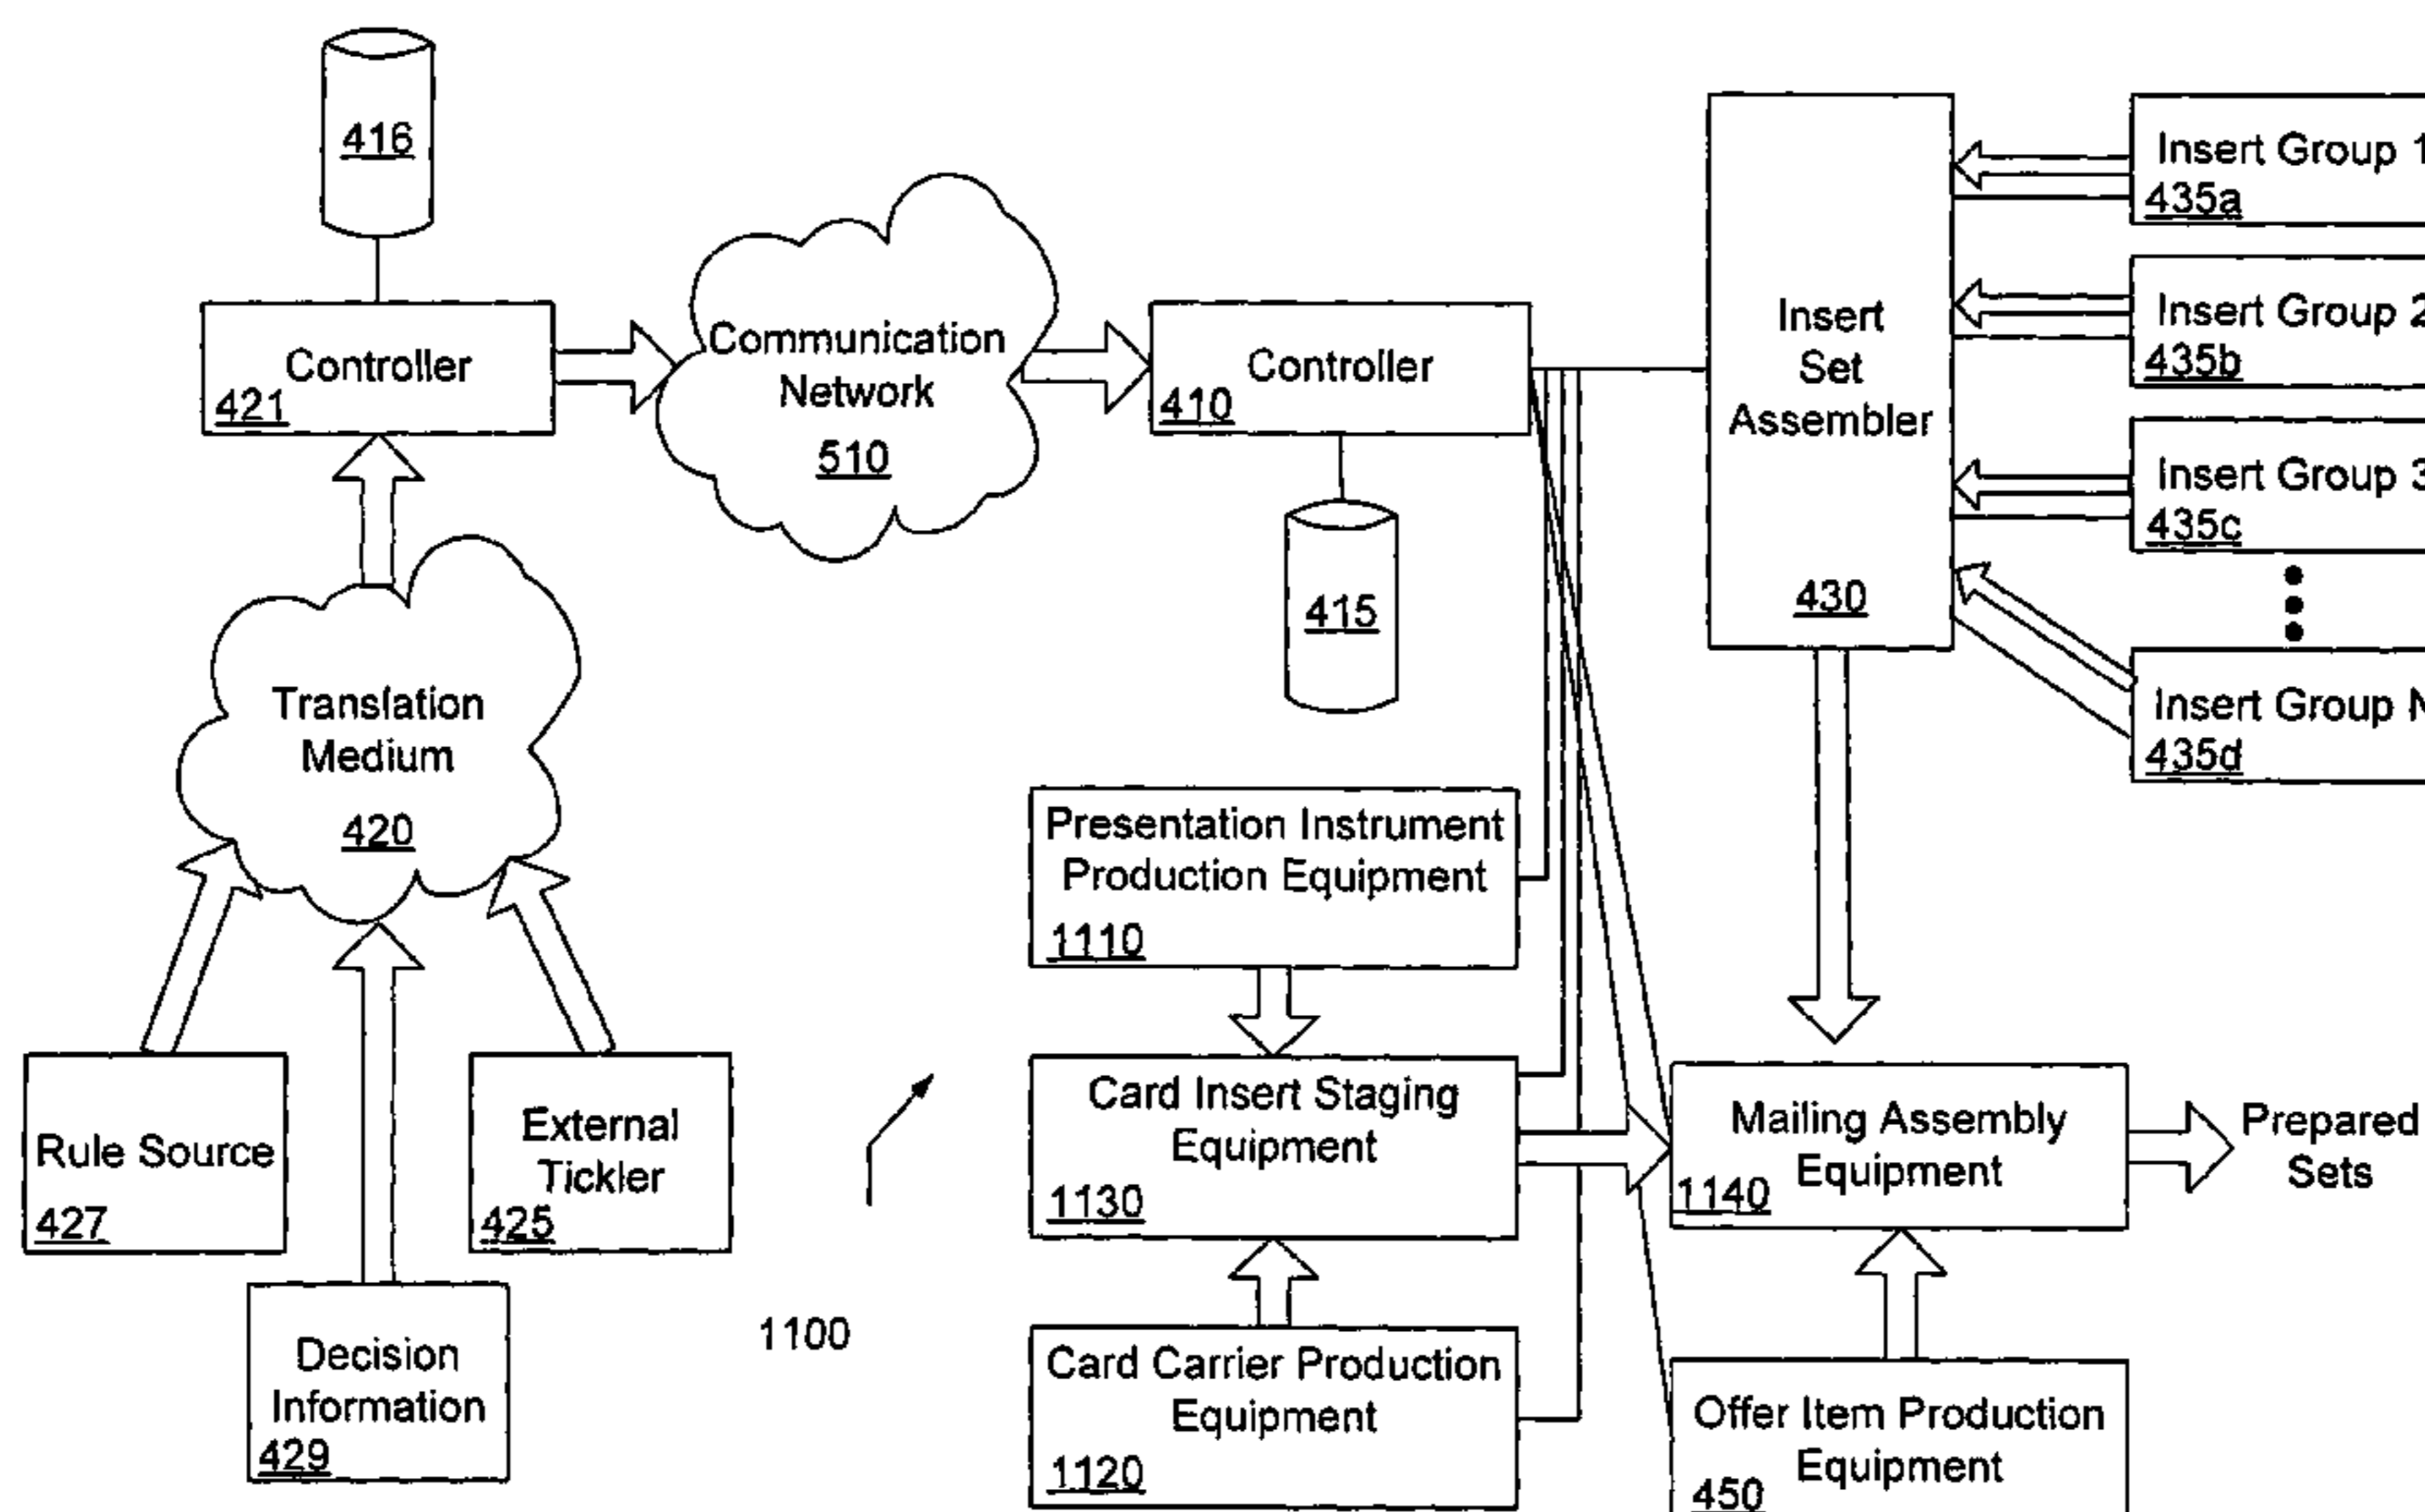 416
Controller
421
Communication
Network
510
Controller
410
415
Insert
Set
Assembler
430
Insert Group 1
435a
Insert Group 2
435b
Insert Group 3
435c
Insert Group N
435d
Translation
Medium
420
Rule Source
427
External
Tickler
425
Decision
Information
429
1100
Presentation Instrument
Production Equipment
1110
Card Insert Staging
Equipment
1130
Card Carrier Production
Equipment
1120
Mailing Assembly
Equipment
1140
Prepared
Sets
Offer Item Production
Equipment
450